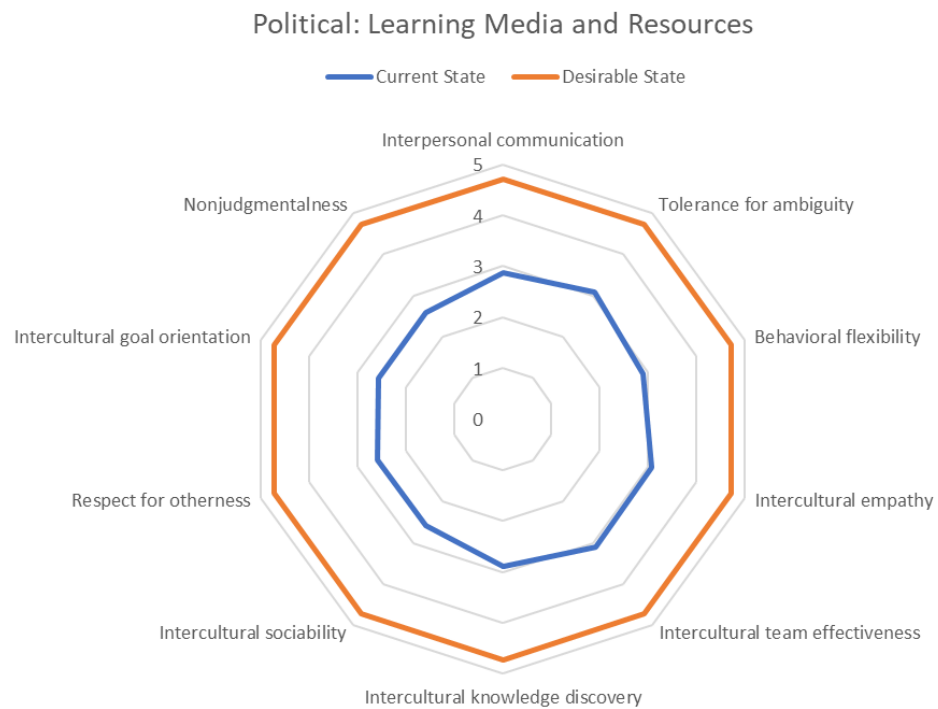 Political: Learning Media and Resources
Current State
Desirable State
Interpersonal communication
5
Nonjudgmentalness
Tolerance for ambiguity
4
3
Intercultural goal orientation
Behavioral flexibility
2
1
0
Respect for otherness
Intercultural empathy
Intercultural sociability
Intercultural team effectiveness
Intercultural knowledge discovery